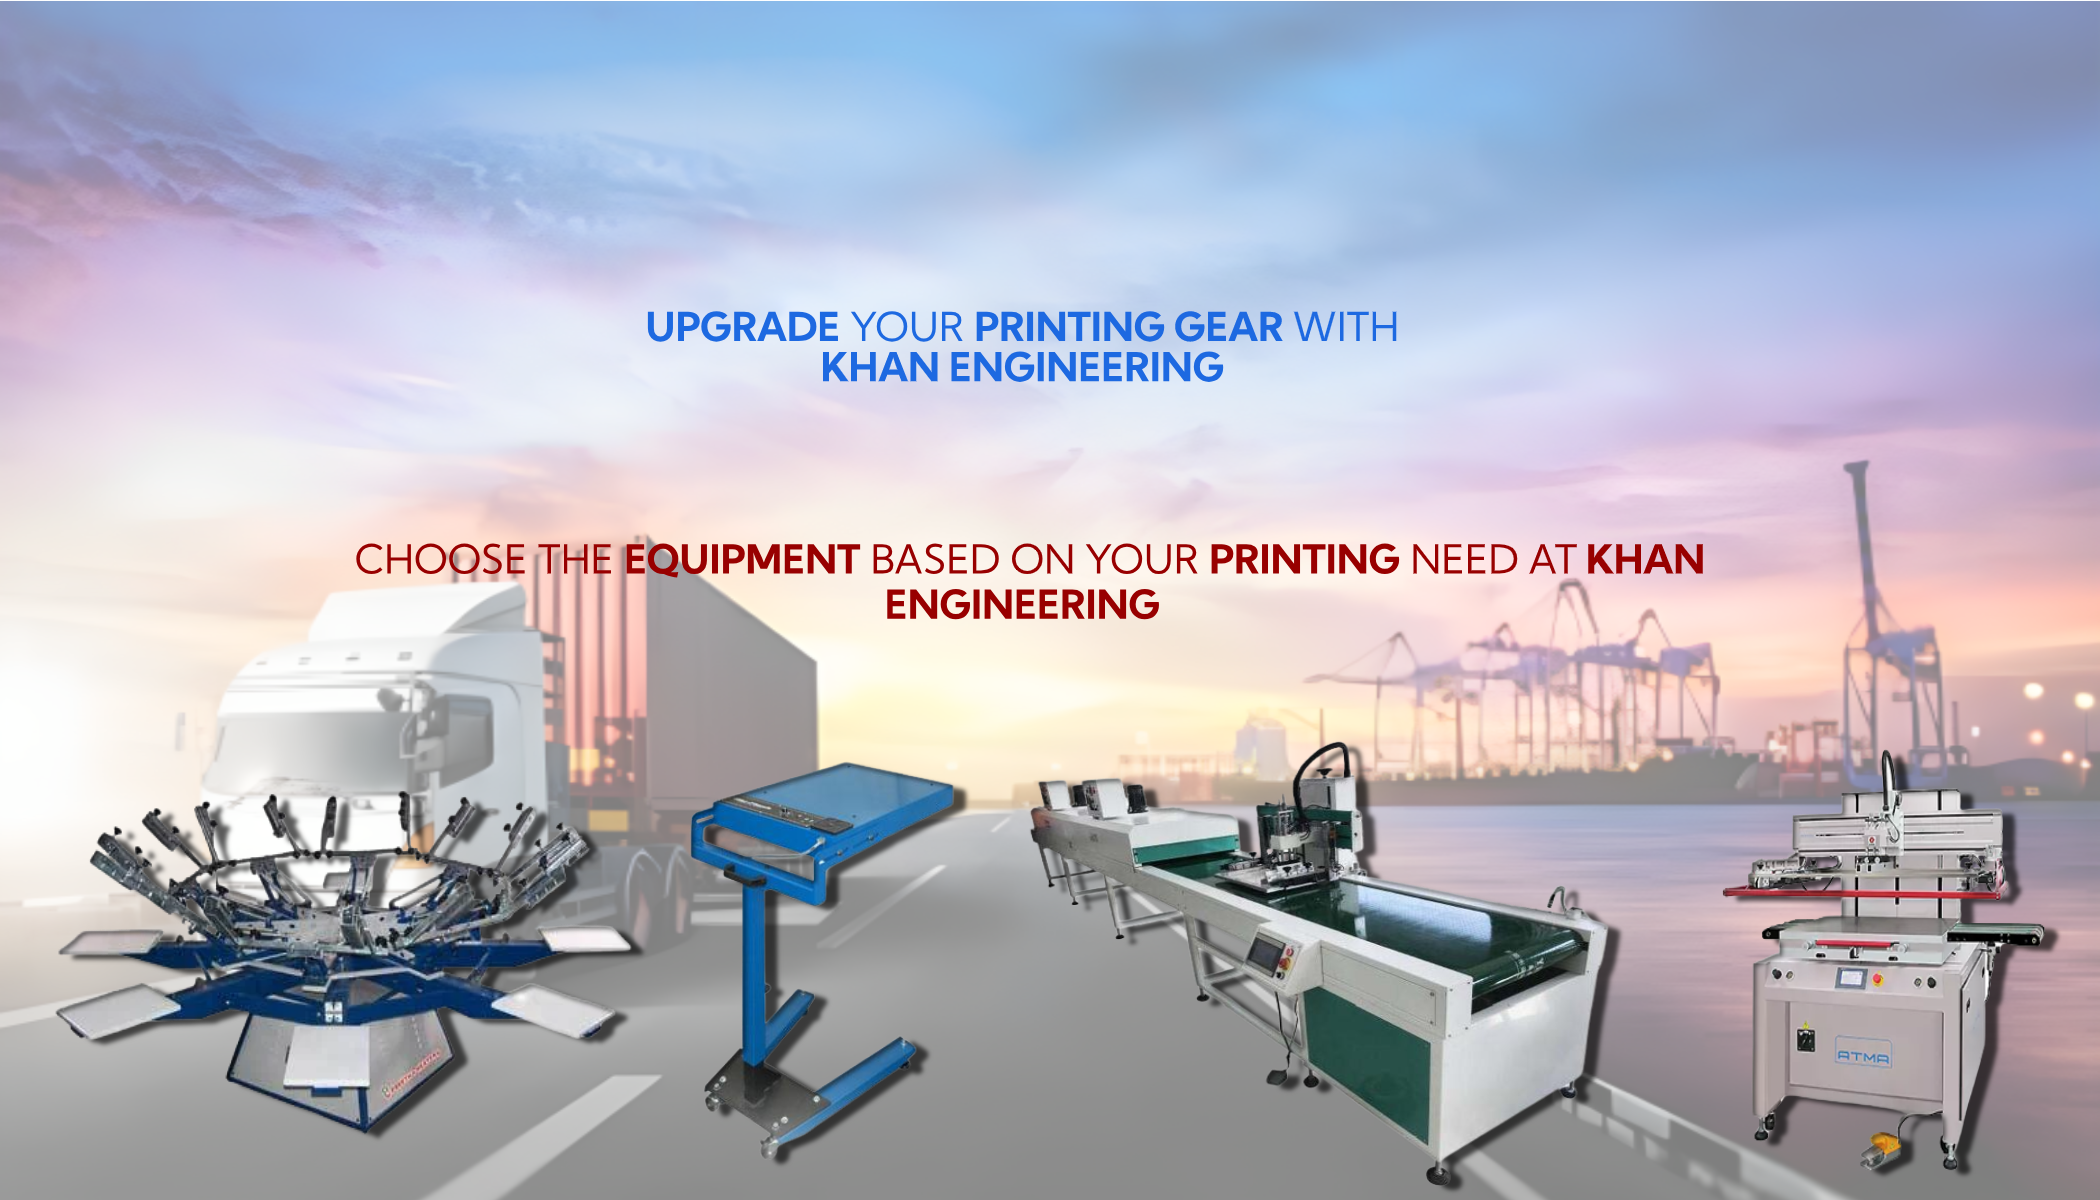 UPGRADE YOUR PRINTING GEAR WITH
KHAN ENGINEERING
CHOOSE THE EQUIPMENT BASED ON YOUR PRINTING NEED AT KHAN
ENGINEERING
ATMA